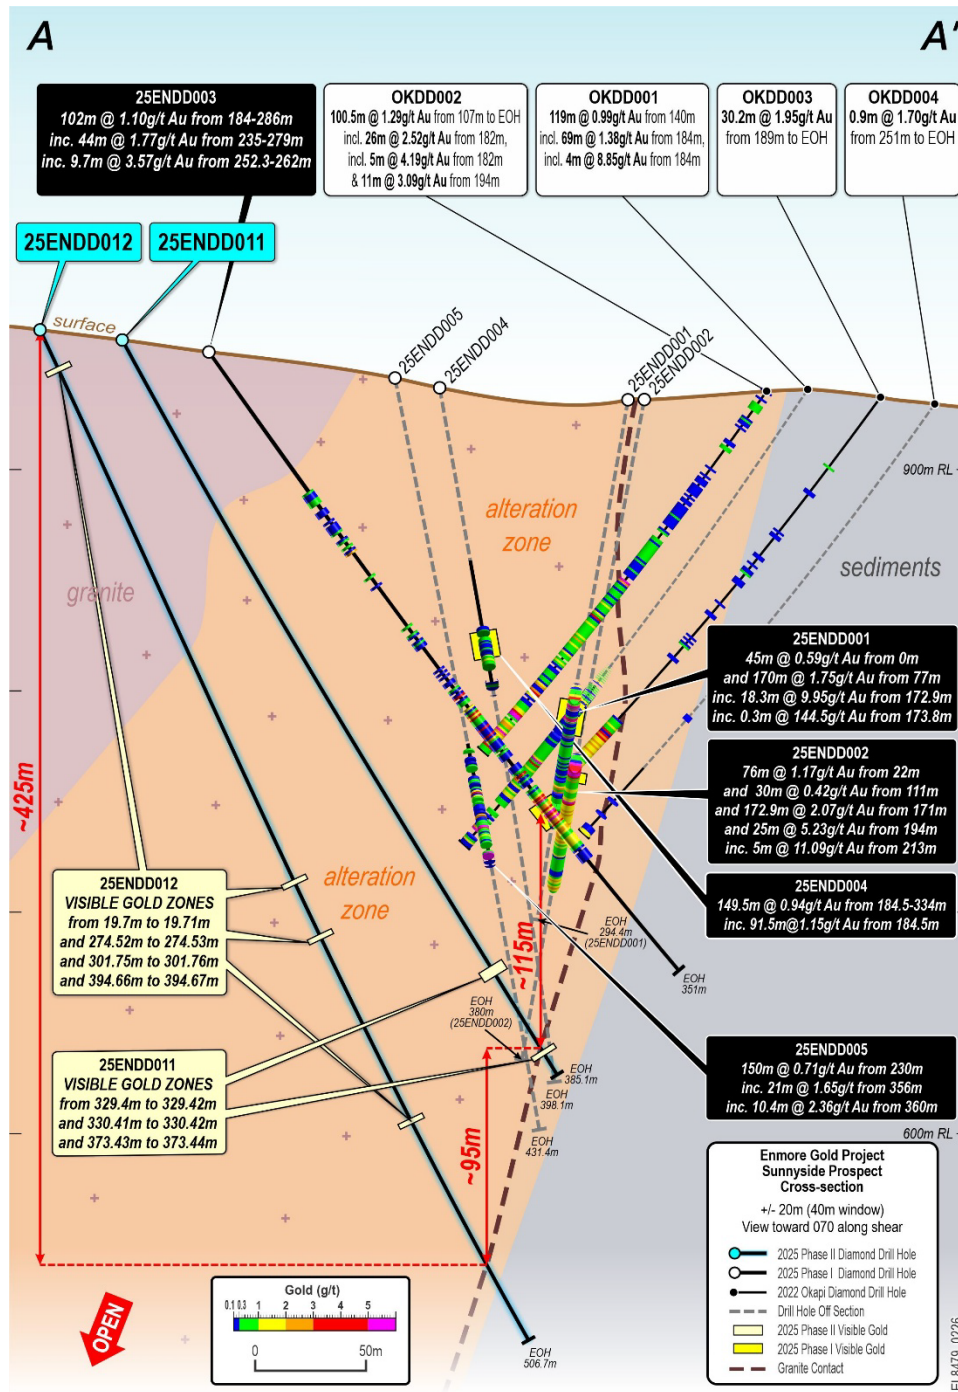 A
A'
25ENDD003
102m @ 1.10g/t Au from 184-286m
inc. 44m @ 1.77g/t Au from 235-279m
inc. 9.7m @ 3.57g/t Au from 252.3-262m
OKDD002
100.5m @ 1.29g/t Au from 107m to EOH
incl. 26m @ 2.52g/t Au from 182m,
incl. 5m @ 4.19g/t Au from 182m
& 11m @ 3.09g/t Au from 194m
OKDD001
119m @ 0.99g/t Au from 140m
incl. 69m @ 1.38g/t Au from 184m,
incl. 4m @ 8.85g/t Au from 184m
OKDD003
30.2m @ 1.95g/t Au
from 189m to EOH
OKDD004
0.9m @ 1.70g/t Au
from 251m to EOH
25ENDD012
25ENDD011
surface
25ENDD005
25ENDD004
25ENDD001
25ENDD002
900m RL
alteration
zone
sediments
granite
25ENDD001
45m @ 0.59g/t Au from 0m
and 170m @ 1.75g/t Au from 77m
inc. 18.3m @ 9.95g/t Au from 172.9m
inc. 0.3m @ 144.5g/t Au from 173.8m
25ENDD002
76m @ 1.17g/t Au from 22m
and 30m @ 0.42g/t Au from 111m
and 172.9m @ 2.07g/t Au from 171m
and 25m @ 5.23g/t Au from 194m
inc. 5m @ 11.09g/t Au from 213m
~425m
25ENDD012
VISIBLE GOLD ZONES
from 19.7m to 19.71m
and 274.52m to 274.53m
and 301.75m to 301.76m
and 394.66m to 394.67m
alteration
zone
25ENDD004
149.5m @ 0.94g/t Au from 184.5-334m
inc. 91.5m@1.15g/t Au from 184.5m
EOH
294.4m
(25ENDD001)
~115m
EOH
351m
EOH
380m
(25ENDD002)
25ENDD011
VISIBLE GOLD ZONES
from 329.4m to 329.42m
and 330.41m to 330.42m
and 373.43m to 373.44m
EOH
385.1m
EOH
398.1m
EOH
431.4m
25ENDD005
150m @ 0.71g/t Au from 230m
inc. 21m @ 1.65g/t from 356m
inc. 10.4m @ 2.36g/t Au from 360m
600m RL
~95m
Enmore Gold Project
Sunnyside Prospect
Cross-section
+/- 20m (40m window)
View toward 070 along shear
2025 Phase II Diamond Drill Hole
2025 Phase I Diamond Drill Hole
2022 Okapi Diamond Drill Hole
Drill Hole Off Section
2025 Phase II Visible Gold
2025 Phase I Visible Gold
Granite Contact
OPEN
Gold (g/t)
0.1 0.3 1 2 3 4 5
0 50m
EOH
506.7m
EL8479_0226